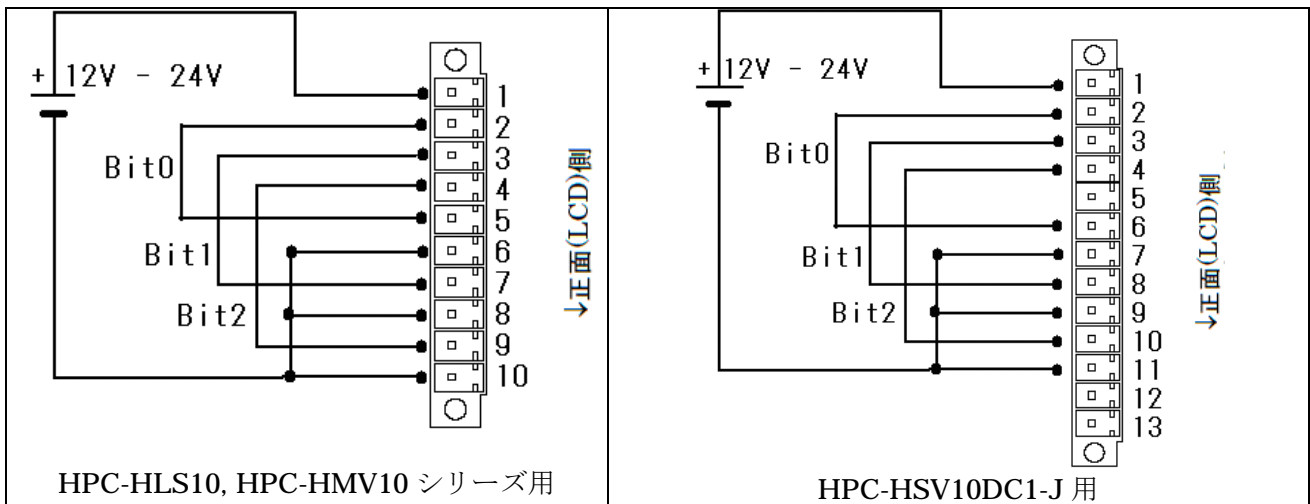 + 12V - 24V
Bit0
Bit1
Bit2
1
2
3
4
5
6
7
8
9
10
↓正面(LCD)側
HPC-HLS10, HPC-HMV10 シリーズ用
+ 12V - 24V
Bit0
Bit1
Bit2
1
2
3
4
5
6
7
8
9
10
11
12
13
↓正面(LCD)側
HPC-HSV10DC1-J 用